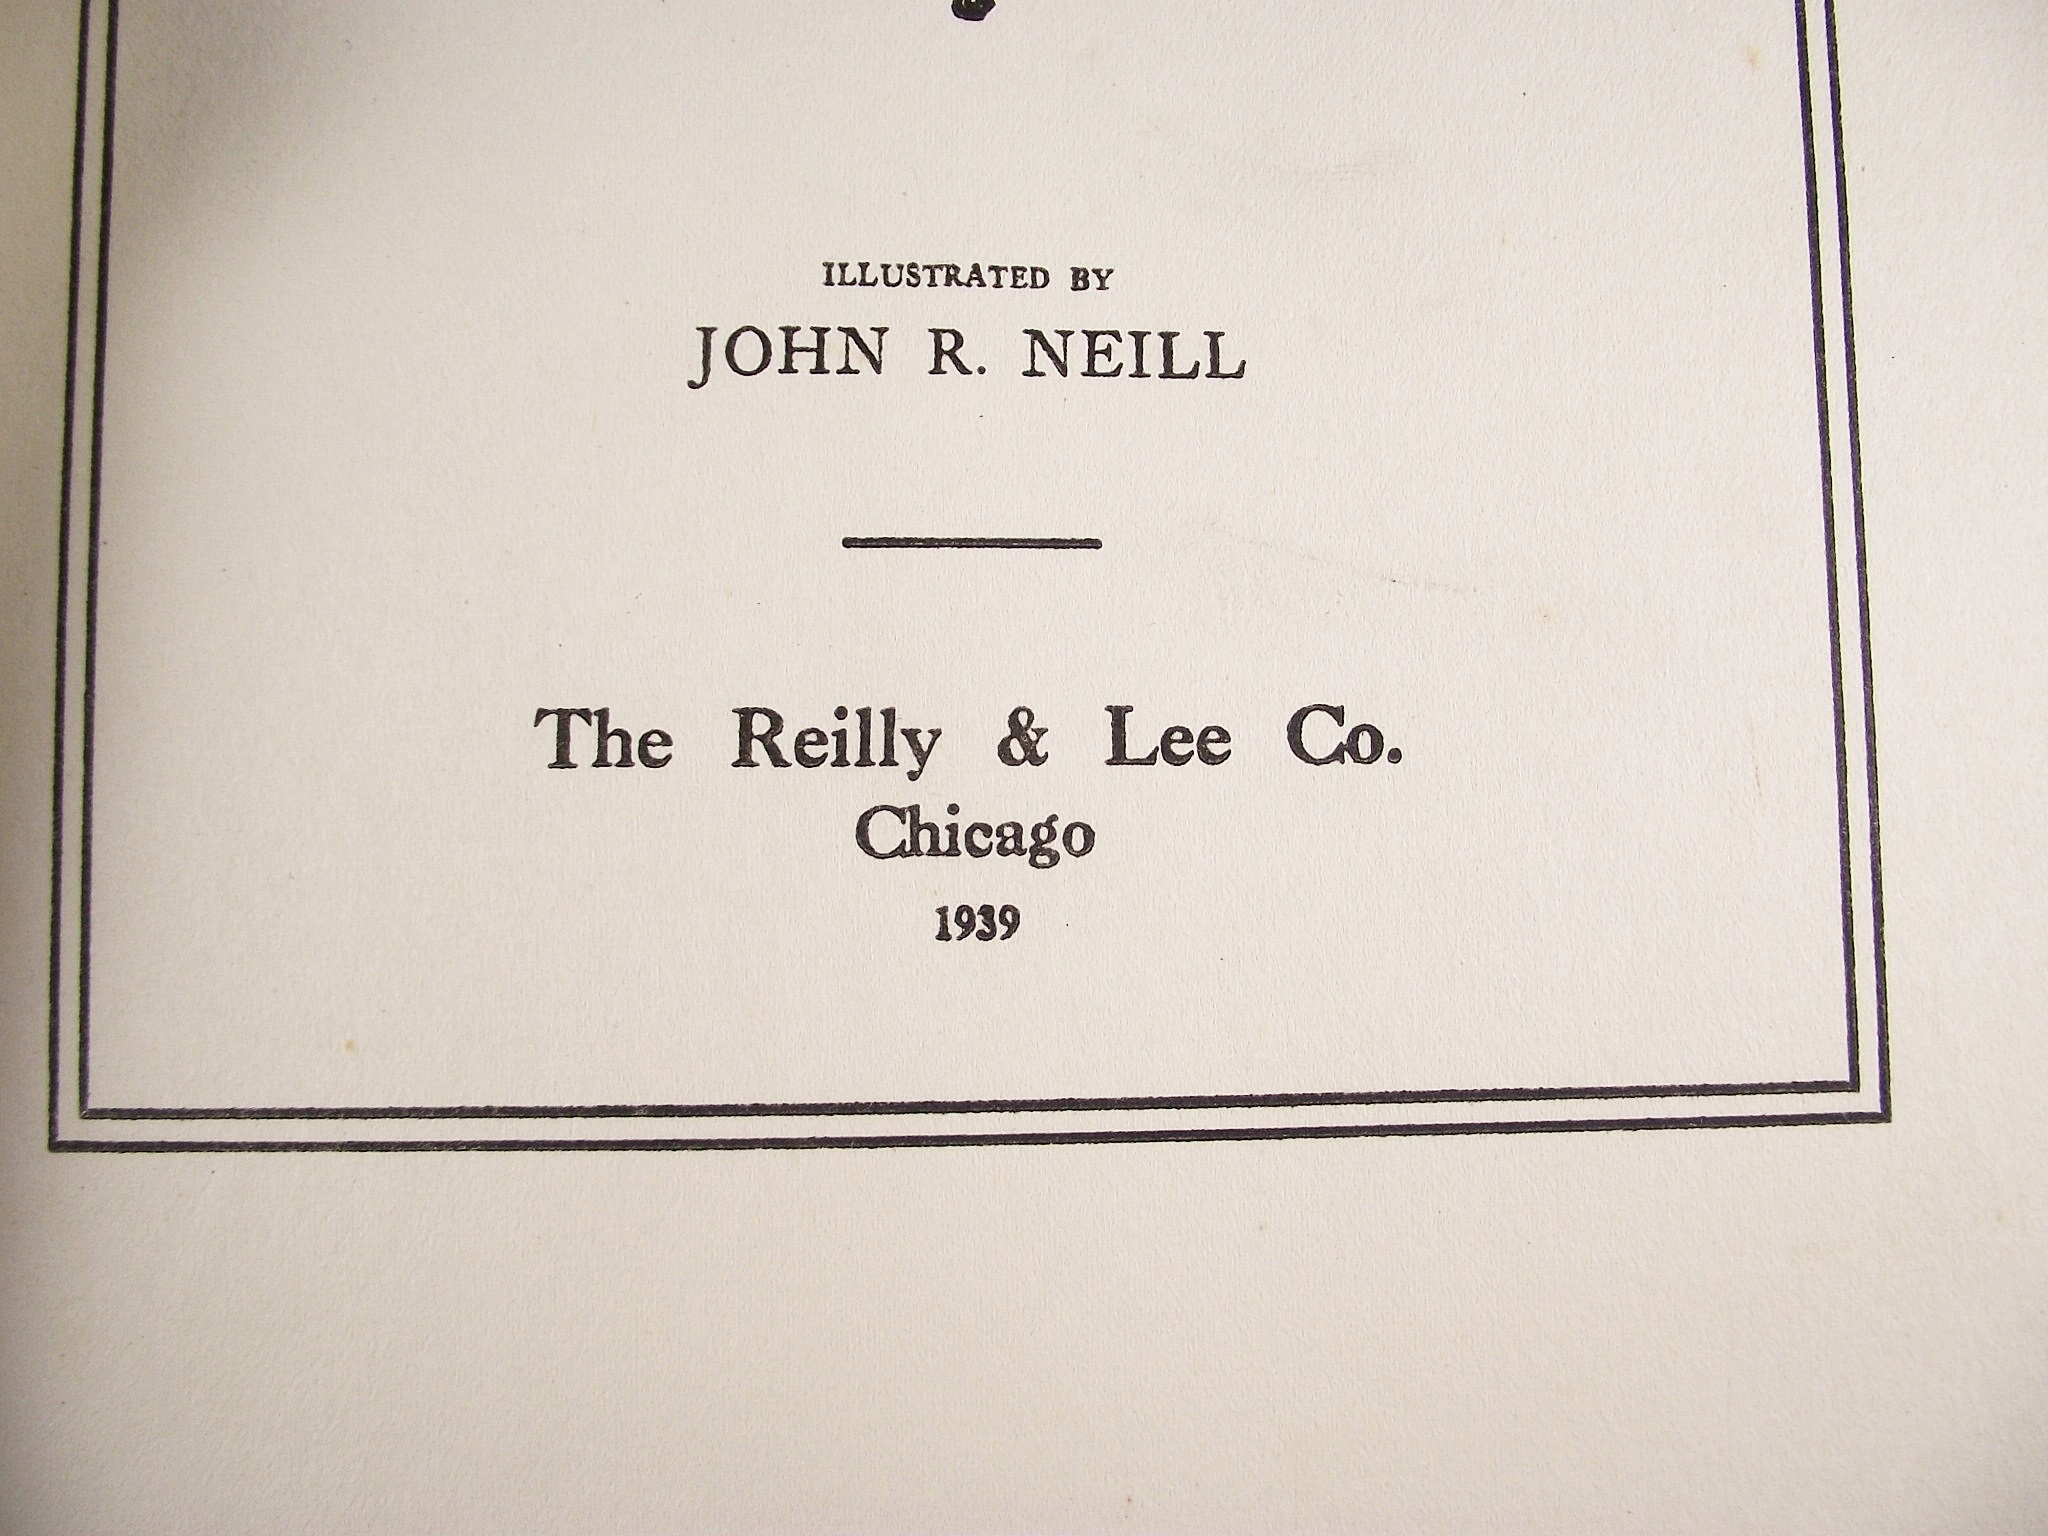 ILLUSTRATED BY
JOHN R. NEILL
The Reilly & Lee Co.
Chicago
1939